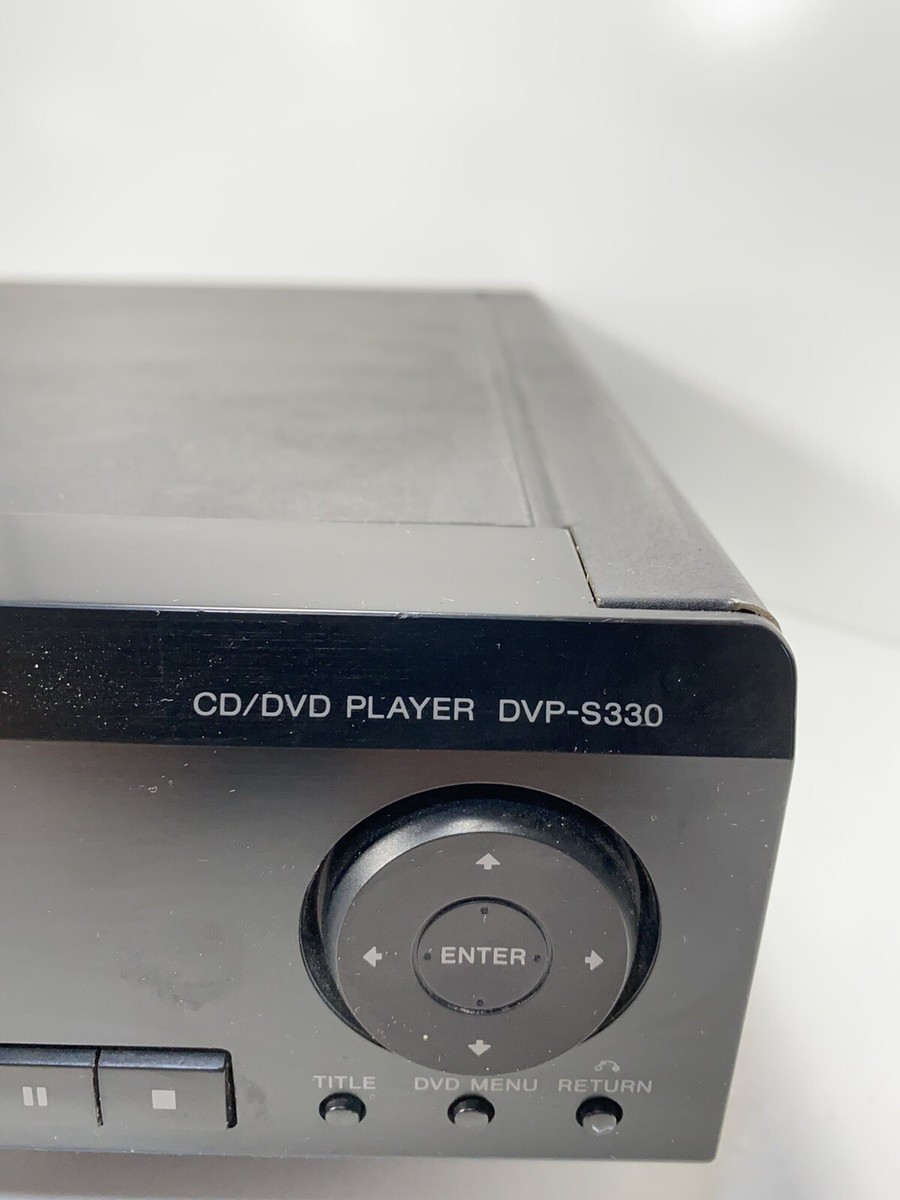 CD/DVD PLAYER DVP-S330
ENTER
TITLE DVD MENU RETURN